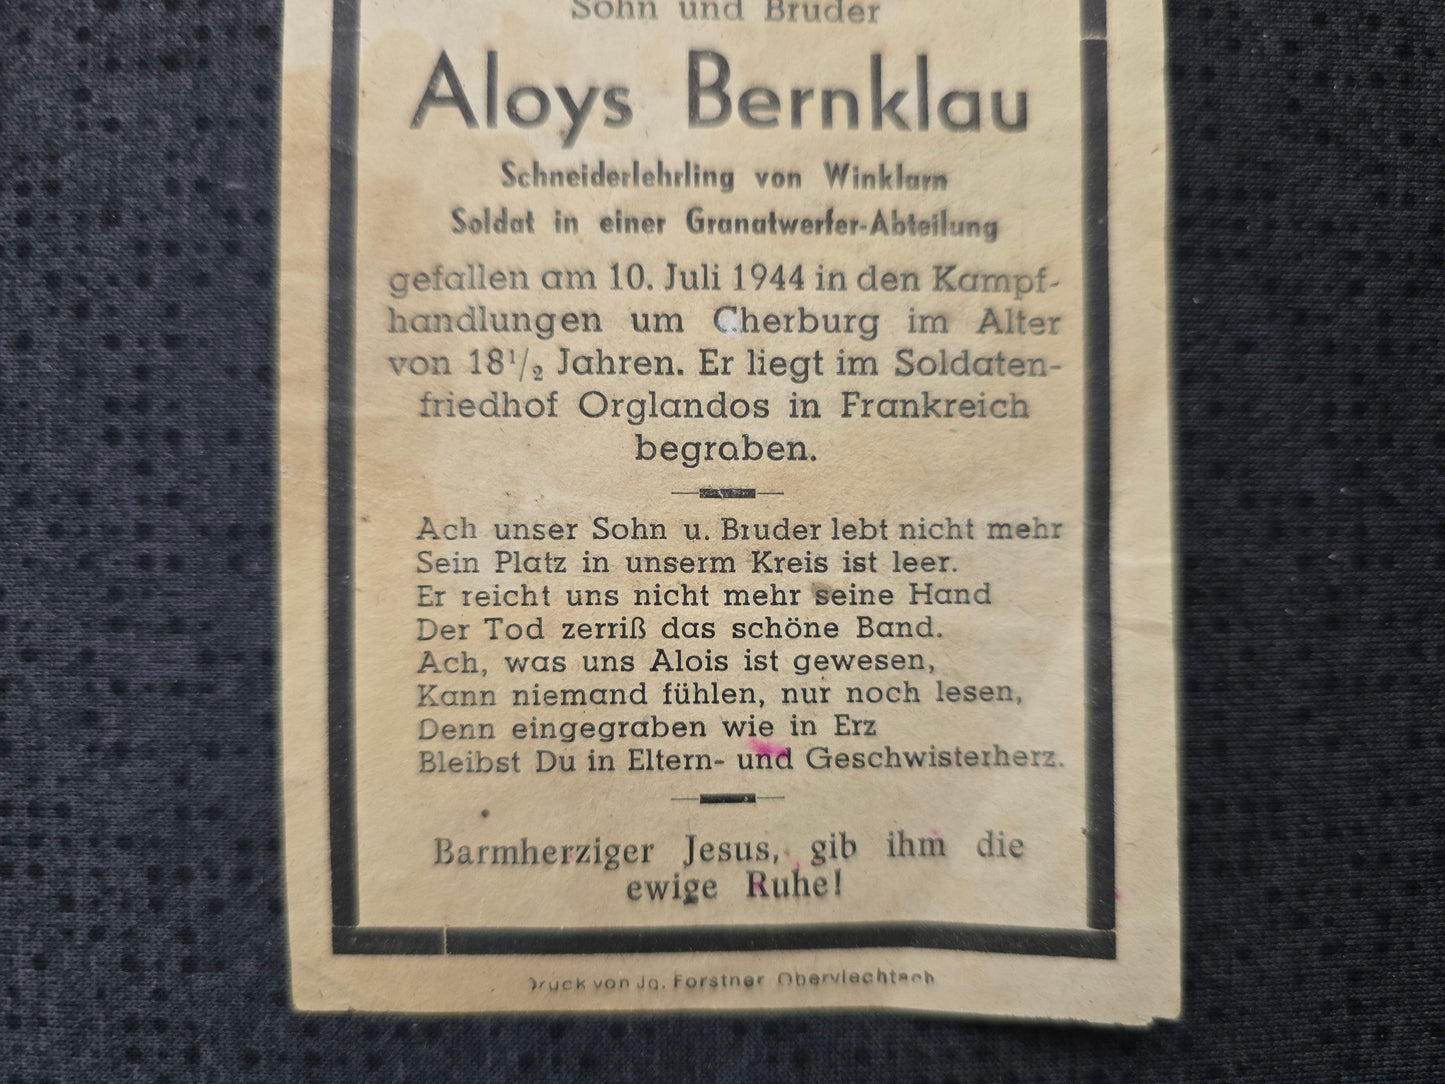 Sohn und Bruder
Aloys Bernklau
Schneiderlehrling von Winklarn
Soldat in einer Granatwerfer-Abteilung
gefallen am 10. Juli 1944 in den Kampf-
handlungen um Cherburg im Alter
von 18¹/₂ Jahren. Er liegt im Soldaten-
friedhof Orglandos in Frankreich
begraben.
Ach unser Sohn u. Bruder lebt nicht mehr
Sein Platz in unserm Kreis ist leer.
Er reicht uns nicht mehr seine Hand
Der Tod zerriß das schöne Band.
Ach, was uns Alois ist gewesen,
Kann niemand fühlen, nur noch lesen,
Denn eingegraben wie in Erz
Bleibst Du in Eltern- und Geschwisterherz.
Barmherziger Jesus, gib ihm die
ewige Ruhe!
Druck von Jg. Forstner Oberviechtach